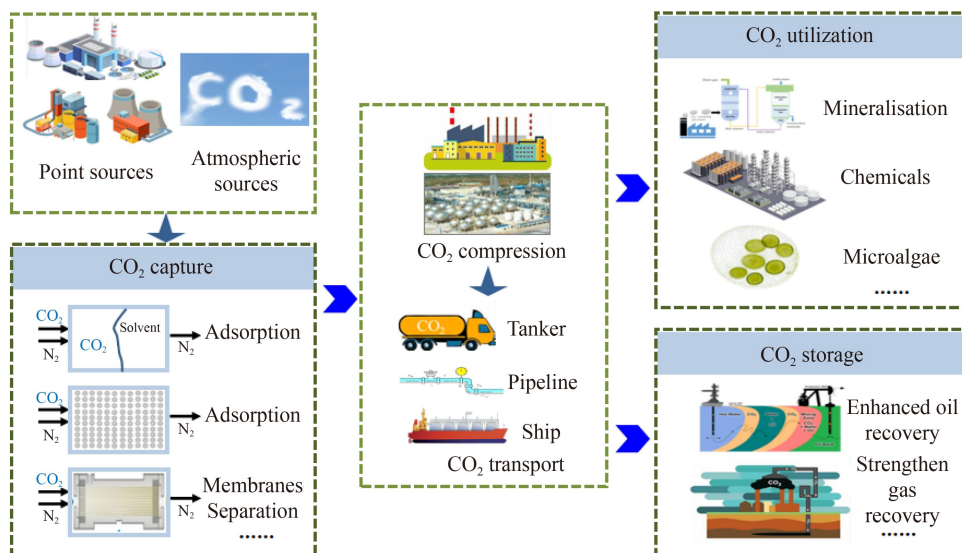 CO₂
Point sources
Atmospheric
sources
CO₂ capture
CO₂
N₂
CO₂
Solvent
N₂
Adsorption
CO₂
N₂
N₂
Adsorption
CO₂
N₂
N₂
Membranes
Separation
......
CO₂ compression
CO₂
Tanker
Pipeline
Ship
CO₂ transport
CO₂ utilization
Mineralisation
Chemicals
Microalgae
......
CO₂ storage
Enhanced oil
recovery
CO₂
Strengthen
gas
recovery
......